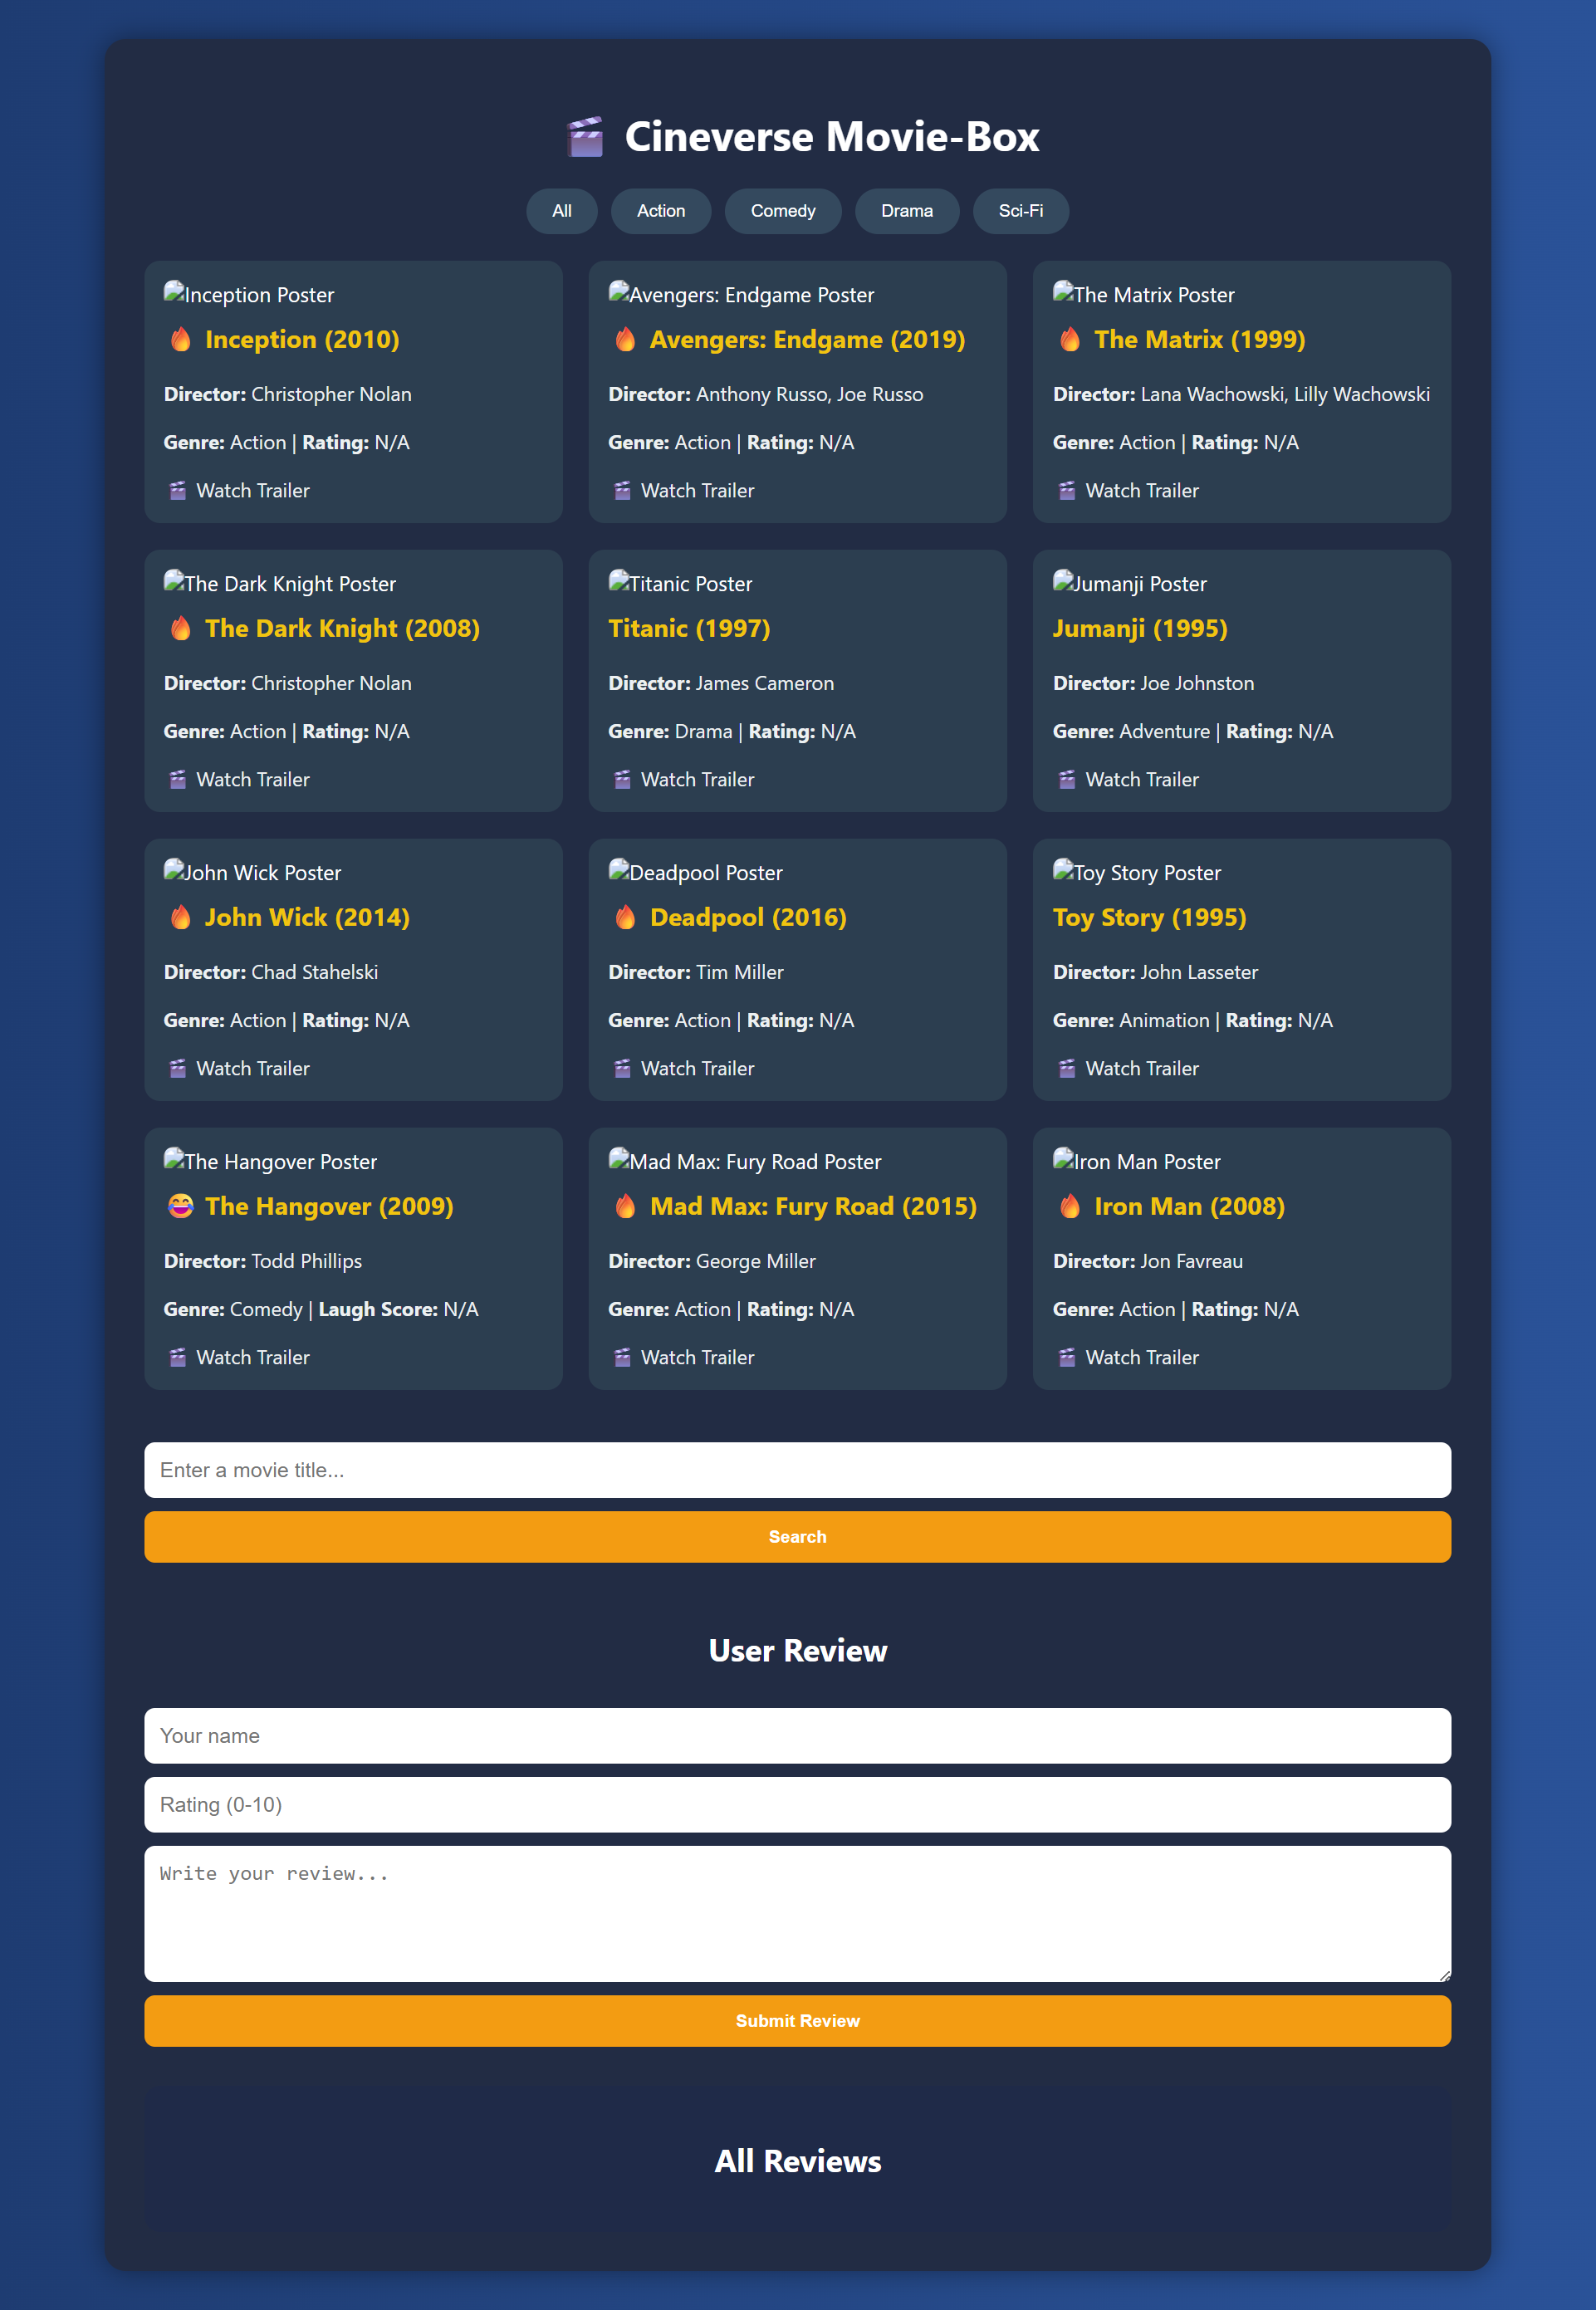 🎬 Cineverse Movie-Box
All Action Comedy Drama Sci-Fi
Inception Poster
🔥 Inception (2010)
Director: Christopher Nolan
Genre: Action | Rating: N/A
🎬 Watch Trailer
Avengers: Endgame Poster
🔥 Avengers: Endgame (2019)
Director: Anthony Russo, Joe Russo
Genre: Action | Rating: N/A
🎬 Watch Trailer
The Matrix Poster
🔥 The Matrix (1999)
Director: Lana Wachowski, Lilly Wachowski
Genre: Action | Rating: N/A
🎬 Watch Trailer
The Dark Knight Poster
🔥 The Dark Knight (2008)
Director: Christopher Nolan
Genre: Action | Rating: N/A
🎬 Watch Trailer
Titanic Poster
Titanic (1997)
Director: James Cameron
Genre: Drama | Rating: N/A
🎬 Watch Trailer
Jumanji Poster
Jumanji (1995)
Director: Joe Johnston
Genre: Adventure | Rating: N/A
🎬 Watch Trailer
John Wick Poster
🔥 John Wick (2014)
Director: Chad Stahelski
Genre: Action | Rating: N/A
🎬 Watch Trailer
Deadpool Poster
🔥 Deadpool (2016)
Director: Tim Miller
Genre: Action | Rating: N/A
🎬 Watch Trailer
Toy Story Poster
Toy Story (1995)
Director: John Lasseter
Genre: Animation | Rating: N/A
🎬 Watch Trailer
The Hangover Poster
😂 The Hangover (2009)
Director: Todd Phillips
Genre: Comedy | Laugh Score: N/A
🎬 Watch Trailer
Mad Max: Fury Road Poster
🔥 Mad Max: Fury Road (2015)
Director: George Miller
Genre: Action | Rating: N/A
🎬 Watch Trailer
Iron Man Poster
🔥 Iron Man (2008)
Director: Jon Favreau
Genre: Action | Rating: N/A
🎬 Watch Trailer
Enter a movie title...
Search
User Review
Your name
Rating (0-10)
Write your review...
Submit Review
All Reviews